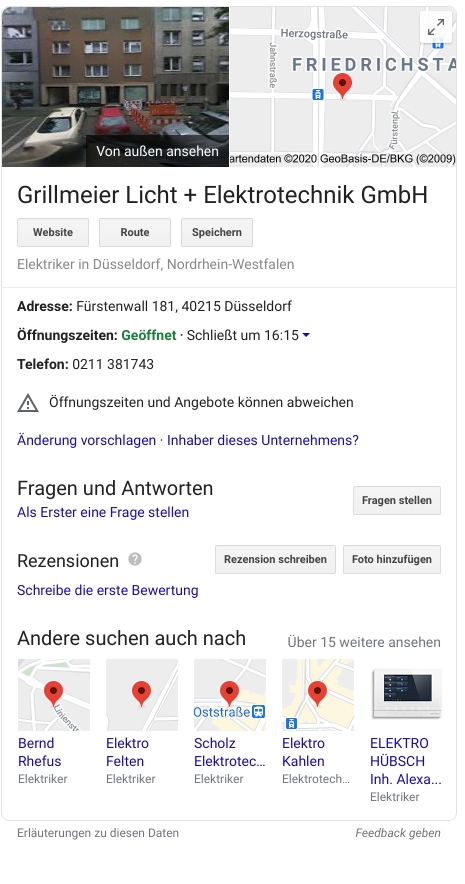 Herzogstraße
Jahnstraße
FRIEDRICHSTA
Fürstenpl
Von außen ansehen
artendaten ©2020 GeoBasis-DE/BKG (©2009)
Grillmeier Licht + Elektrotechnik GmbH
Website Route Speichern
Elektriker in Düsseldorf, Nordrhein-Westfalen
Adresse: Fürstenwall 181, 40215 Düsseldorf
Öffnungszeiten: Geöffnet · Schließt um 16:15
Telefon: 0211 381743
Öffnungszeiten und Angebote können abweichen
Änderung vorschlagen · Inhaber dieses Unternehmens?
Fragen und Antworten
Fragen stellen
Als Erster eine Frage stellen
Rezensionen ? Rezension schreiben Foto hinzufügen
Schreibe die erste Bewertung
Andere suchen auch nach Über 15 weitere ansehen
Linienstr
Oststraße
Bernd
Rhefus
Elektriker
Elektro
Felten
Elektriker
Scholz
Elektrotec...
Elektriker
Elektro
Kahlen
Elektrotech...
ELEKTRO
HÜBSCH
Inh. Alexa...
Elektriker
Erläuterungen zu diesen Daten Feedback geben